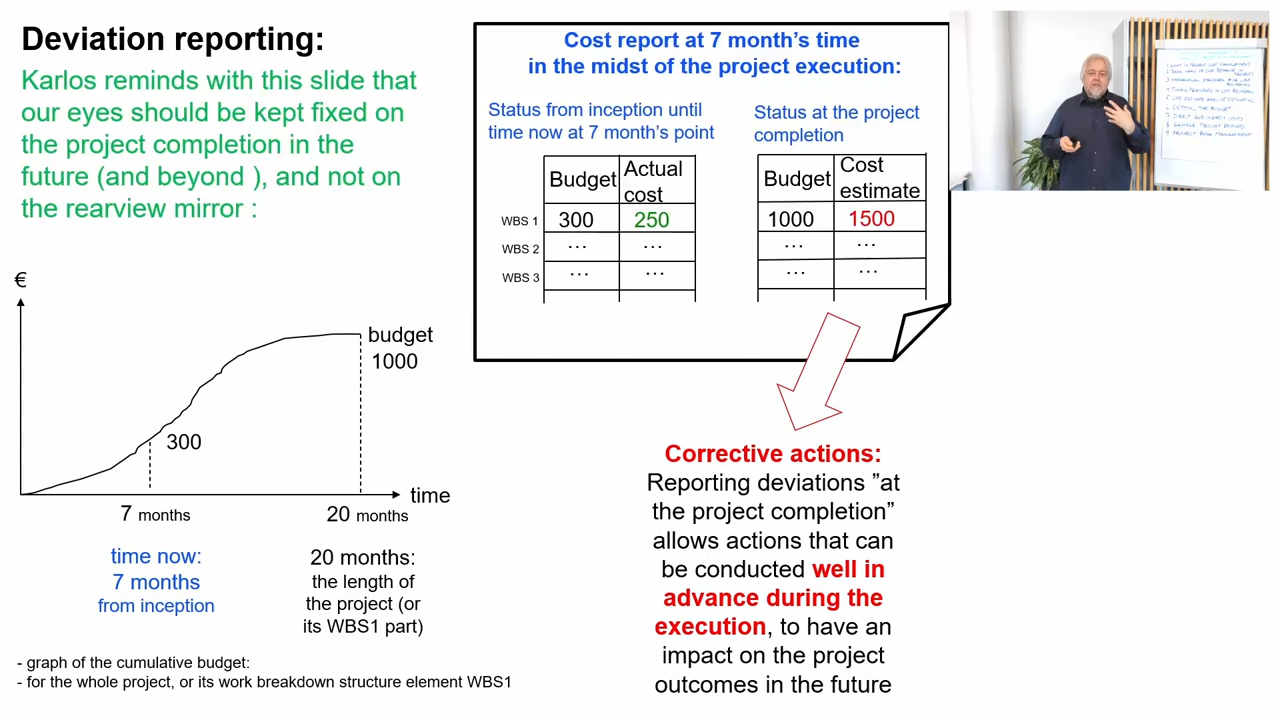 Deviation reporting:
Karlos reminds with this slide that
our eyes should be kept fixed on
the project completion in the
future (and beyond ), and not on
the rearview mirror :
€
budget
1000
300
time
7 months
20 months
time now:
7 months
from inception
20 months:
the length of
the project (or
its WBS1 part)
- graph of the cumulative budget:
- for the whole project, or its work breakdown structure element WBS1
Cost report at 7 month’s time
in the midst of the project execution:
Status from inception until
time now at 7 month’s point
Budget Actual cost
WBS 1 300 250
WBS 2 ... ...
WBS 3 ... ...
Status at the project
completion
Budget Cost estimate
1000 1500
... ...
... ...
Corrective actions:
Reporting deviations ”at
the project completion”
allows actions that can
be conducted well in
advance during the
execution, to have an
impact on the project
outcomes in the future